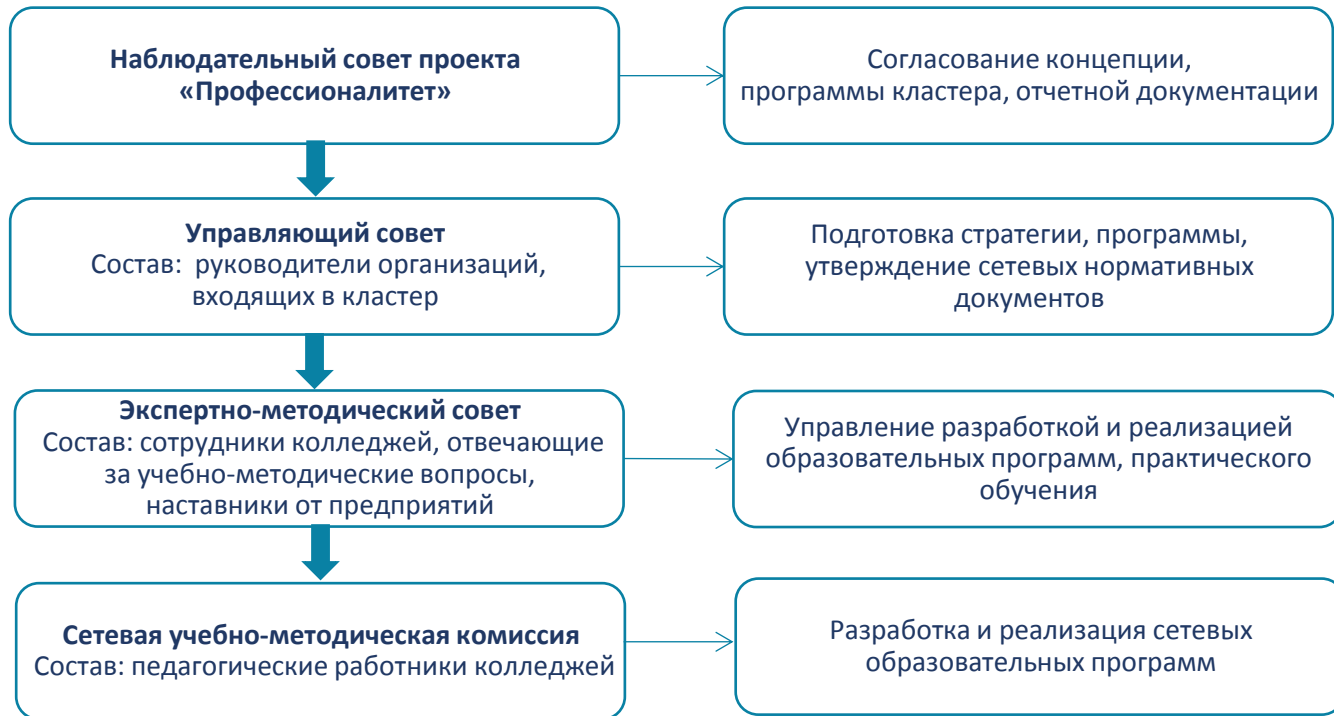 Наблюдательный совет проекта
«Профессионалитет»
Согласование концепции,
программы кластера, отчетной документации
Управляющий совет
Состав: руководители организаций,
входящих в кластер
Подготовка стратегии, программы,
утверждение сетевых нормативных
документов
Экспертно-методический совет
Состав: сотрудники колледжей, отвечающие
за учебно-методические вопросы,
наставники от предприятий
Управление разработкой и реализацией
образовательных программ, практического
обучения
Сетевая учебно-методическая комиссия
Состав: педагогические работники колледжей
Разработка и реализация сетевых
образовательных программ